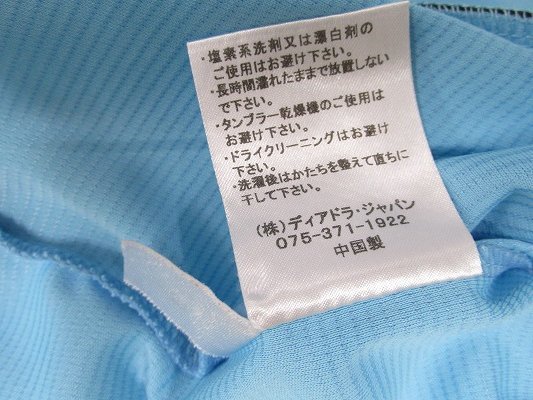 ・塩素系洗剤又は漂白剤の
ご使用はお避け下さい。
・長時間濡れたままで放置しない
で下さい。
・タンブラー乾燥機のご使用は
お避け下さい。
・ドライクリーニングはお避け
下さい。
・洗濯後はかたちを整えて直ちに
干して下さい。
(株)ディアドラ・ジャパン
075-371-1922
中国製